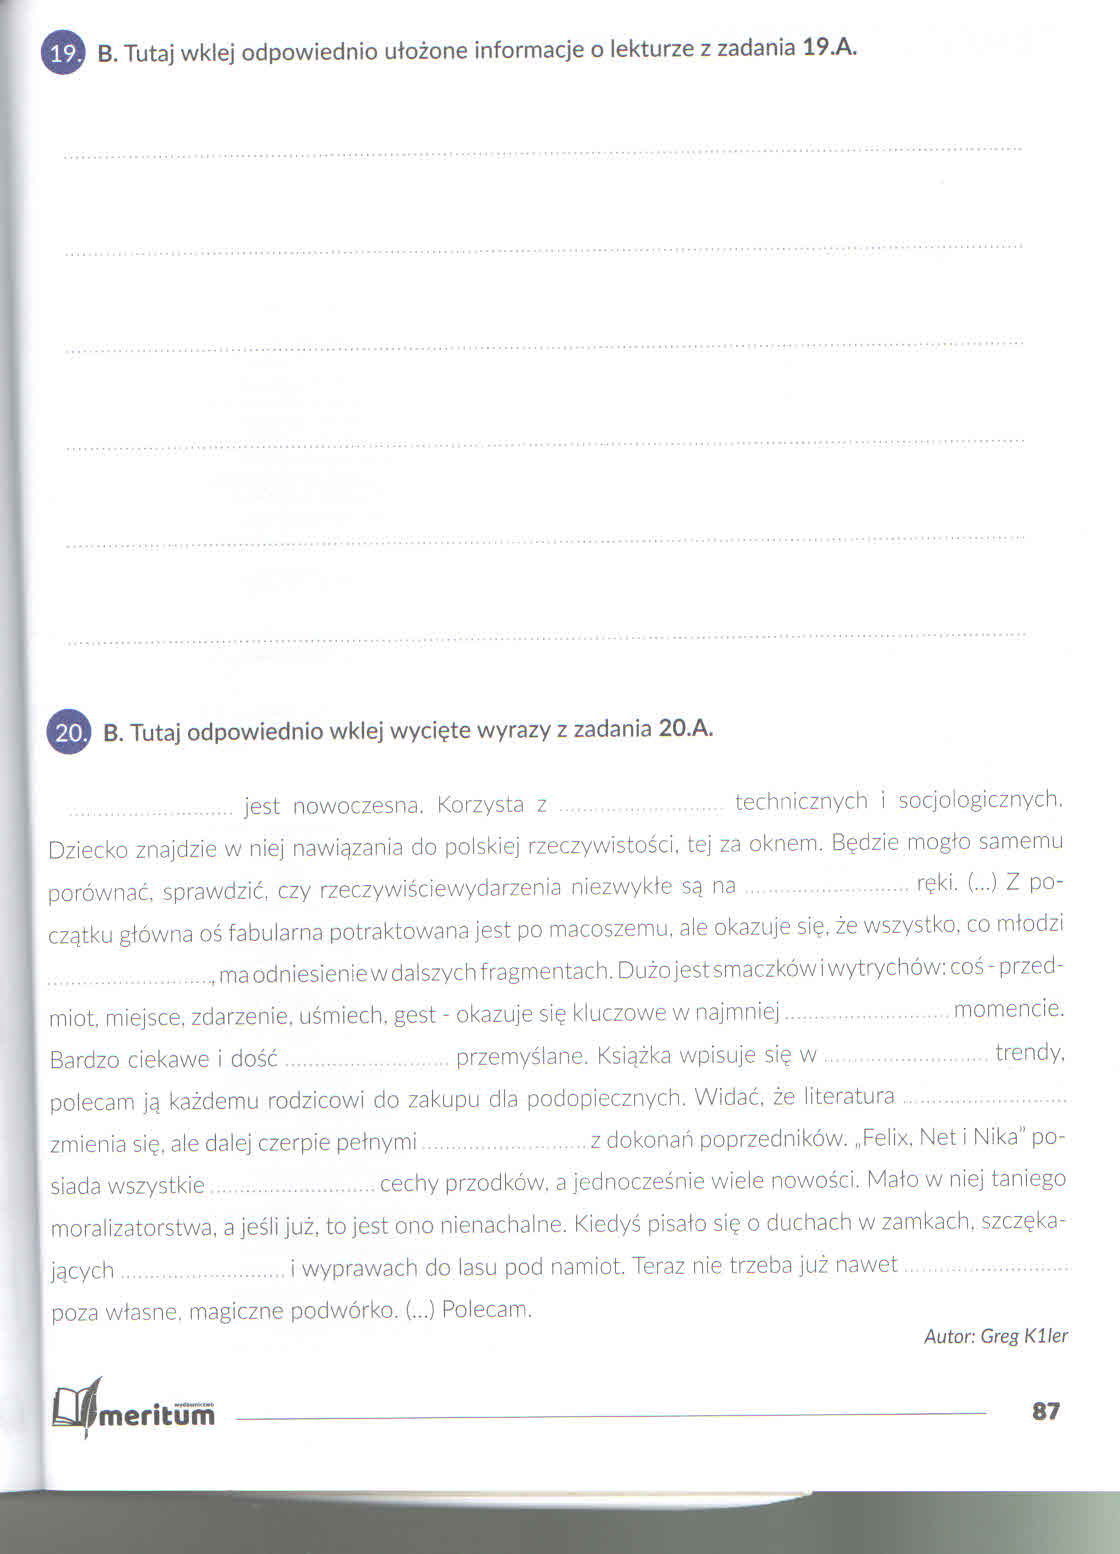 19. B. Tutaj wklej odpowiednio ułożone informacje o lekturze z zadania 19.A.
20. B. Tutaj odpowiednio wklej wycięte wyrazy z zadania 20.A.
........................... jest nowoczesna. Korzysta z ........................... technicznych i socjologicznych.
Dziecko znajdzie w niej nawiązania do polskiej rzeczywistości, tej za oknem. Będzie mogło samemu
porównać, sprawdzić, czy rzeczywiściewydarzenia niezwykłe są na ........................... ręki. (...) Z po-
czątku główna oś fabularna potraktowana jest po macoszemu, ale okazuje się, że wszystko, co młodzi
..........................., ma odniesienie w dalszych fragmentach. Dużo jest smaczków i wytrychów: coś - przed-
miot, miejsce, zdarzenie, uśmiech, gest - okazuje się kluczowe w najmniej ........................... momencie.
Bardzo ciekawe i dość ........................... przemyślane. Książka wpisuje się w ........................... trendy,
polecam ją każdemu rodzicowi do zakupu dla podopiecznych. Widać, że literatura ...........................
zmienia się, ale dalej czerpie pełnymi ........................... z dokonań poprzedników. „Felix, Net i Nika” po-
siada wszystkie ........................... cechy przodków, a jednocześnie wiele nowości. Mało w niej taniego
moralizatorstwa, a jeśli już, to jest ono nienachalne. Kiedyś pisało się o duchach w zamkach, szczęka-
jących ........................... i wyprawach do lasu pod namiot. Teraz nie trzeba już nawet ...........................
poza własne, magiczne podwórko. (...) Polecam.
Autor: Greg K1ler
wydawnictwo
meritum
87